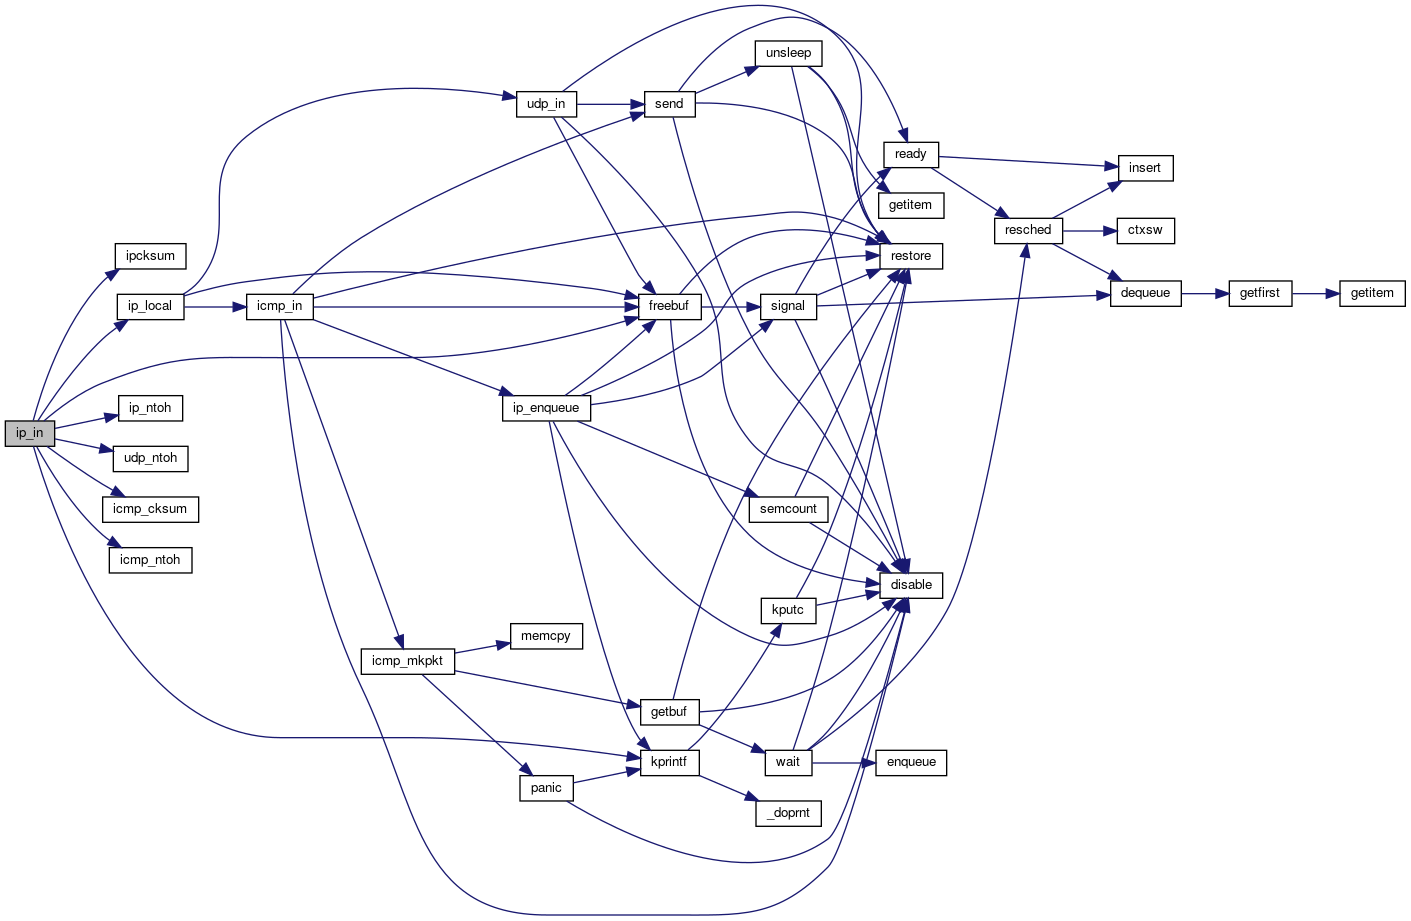 unsleep
udp_in
send
ready
insert
getitem
resched
ctxsw
ipcksum
restore
ip_local
icmp_in
freebuf
signal
dequeue
getfirst
getitem
ip_ntoh
ip_enqueue
ip_in
udp_ntoh
icmp_cksum
semcount
icmp_ntoh
disable
kputc
memcpy
icmp_mkpkt
getbuf
kprintf
wait
enqueue
panic
_doprnt